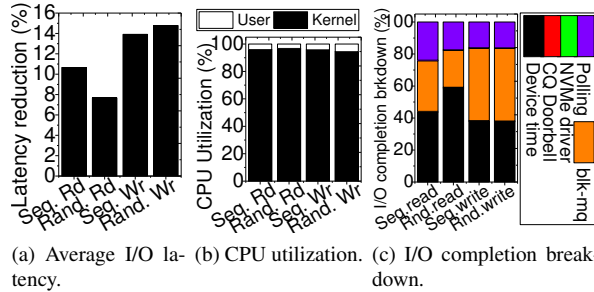 Latency reduction (%)
16
14
12
10
8
6
4
2
0
Seq. Rd
Rand. Rd
Seq. Wr
Rand. Wr
User
Kernel
CPU Utilization (%)
100
80
60
40
20
0
Seq. Rd
Rand. Rd
Seq. Wr
Rand. Wr
I/O completion brkdown (%)
100
80
60
40
20
0
Seq.read
Rnd.read
Seq.write
Rnd.write
Polling
blk-mq
NVMe driver
CQ Doorbell
Device time
(a) Average I/O la-
tency.
(b) CPU utilization.
(c) I/O completion break-
down.